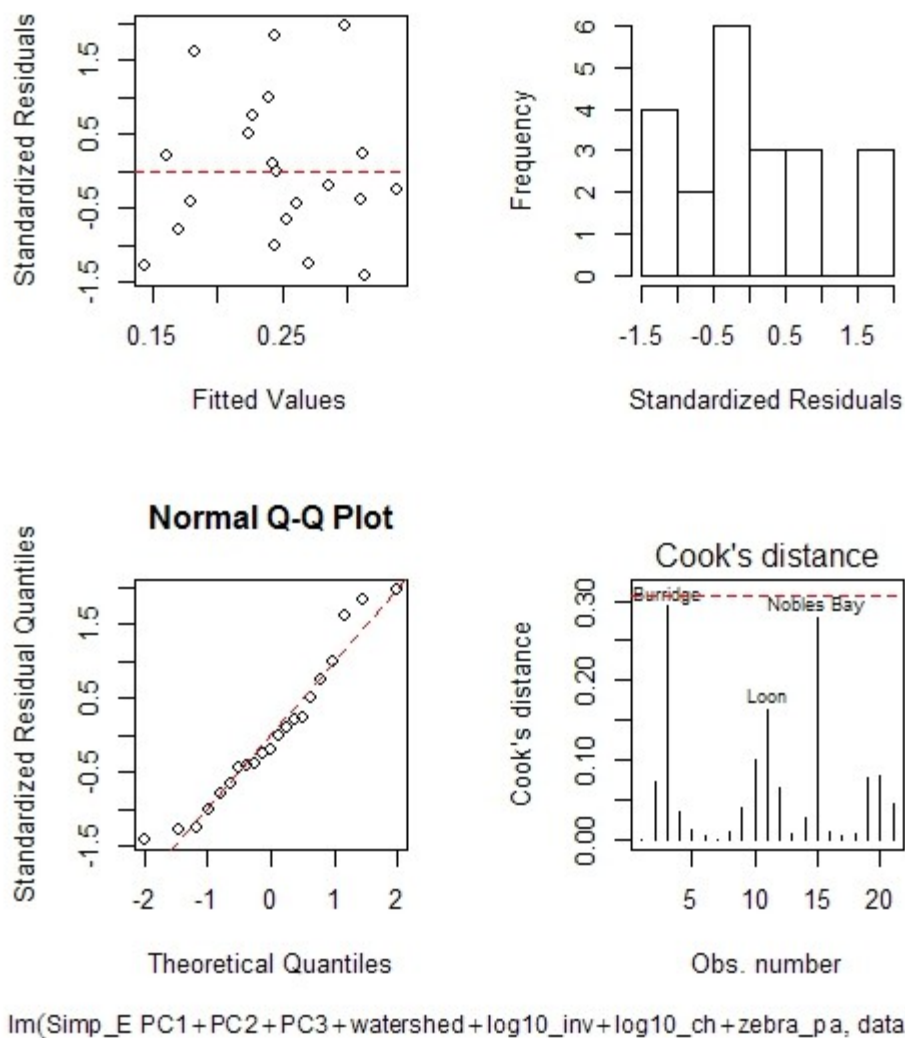 Standardized Residuals
1.5
0.5
-0.5
-1.5
0.15
0.25
Fitted Values
Frequency
6
5
4
3
2
1
0
-1.5
-0.5
0.5
1.5
Standardized Residuals
Normal Q-Q Plot
Standardized Residual Quantiles
1.5
0.5
-0.5
-1.5
-2
-1
0
1
2
Theoretical Quantiles
Cook's distance
Cook's distance
0.30
0.20
0.10
0.00
Burridge
Nobles Bay
Loon
5
10
15
20
Obs. number
lm(Simp_E PC1+PC2+PC3+watershed+log10_inv+log10_ch+zebra_pa, data